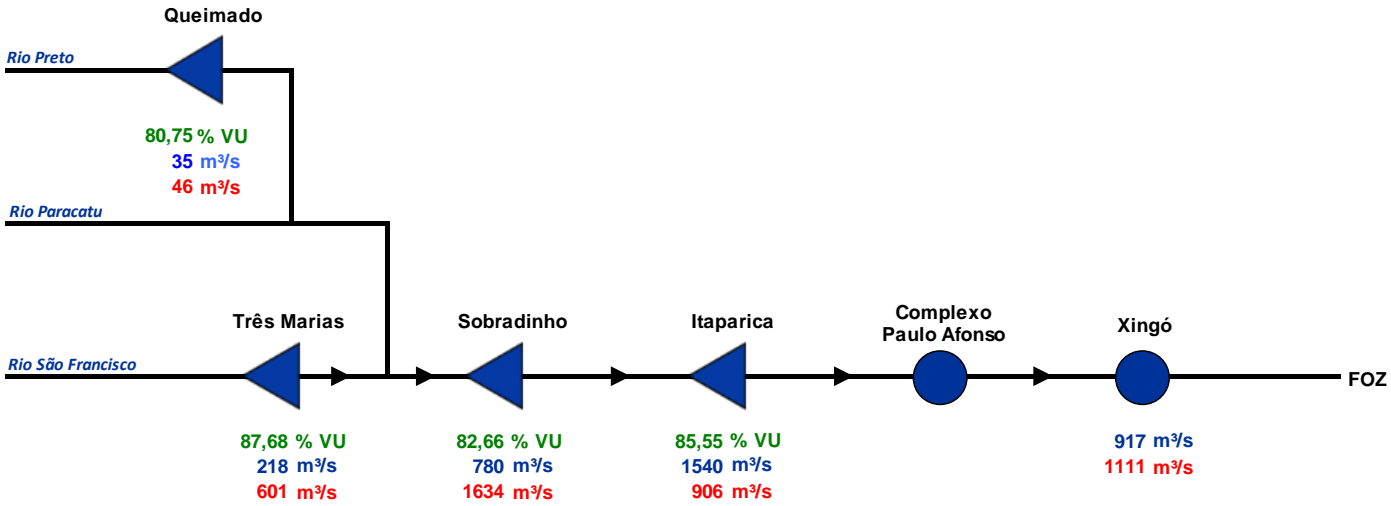 Queimado
Rio Preto
80,75 % VU
35 m³/s
46 m³/s
Rio Paracatu
Três Marias
Sobradinho
Itaparica
Complexo
Paulo Afonso
Xingó
Rio São Francisco
FOZ
87,68 % VU
218 m³/s
601 m³/s
82,66 % VU
780 m³/s
1634 m³/s
85,55 % VU
1540 m³/s
906 m³/s
917 m³/s
1111 m³/s